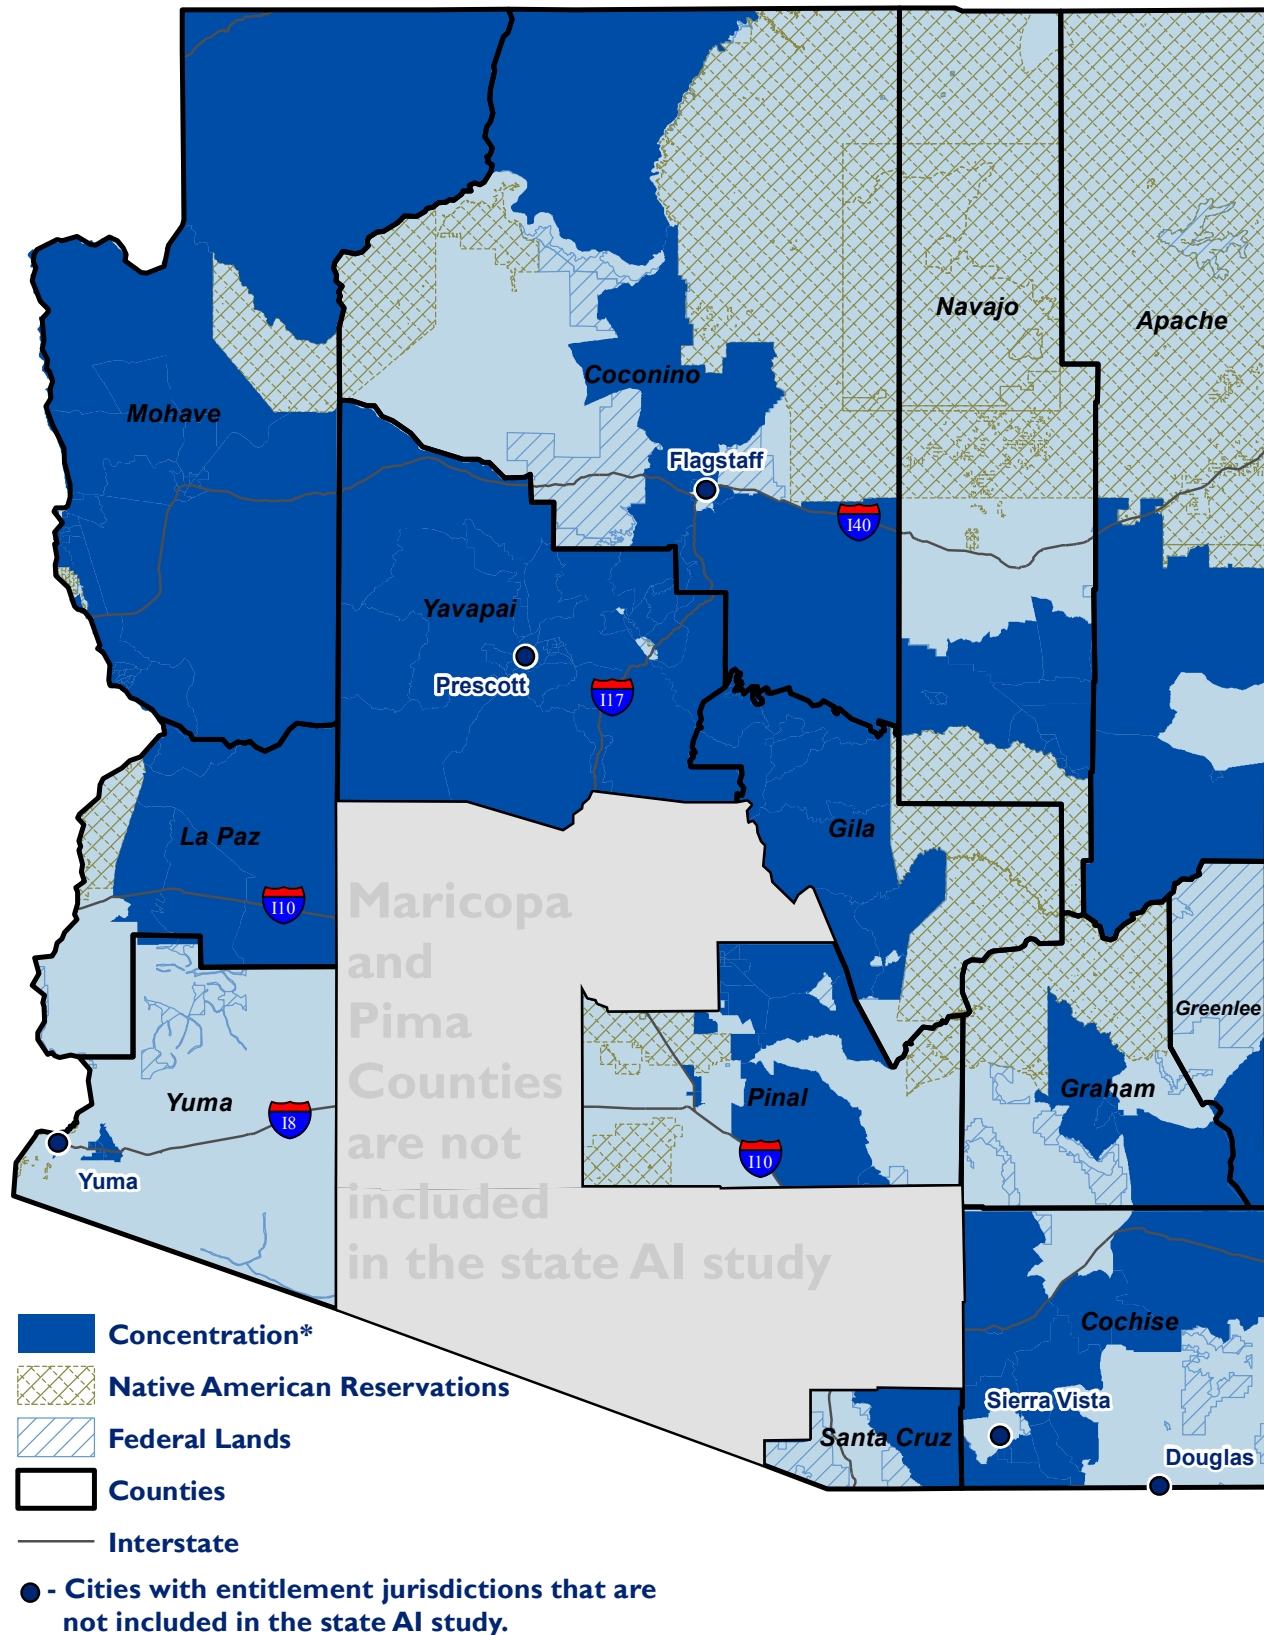 Navajo
Apache
Coconino
Mohave
Flagstaff
I40
Yavapai
Prescott
I17
La Paz
Gila
I10
Maricopa
and
Pima
Counties
are not
included
in the state AI study
Greenlee
Graham
Pinal
Yuma
I8
I10
Yuma
Cochise
Sierra Vista
Santa Cruz
Douglas
Concentration*
Native American Reservations
Federal Lands
Counties
Interstate
- Cities with entitlement jurisdictions that are
not included in the state AI study.